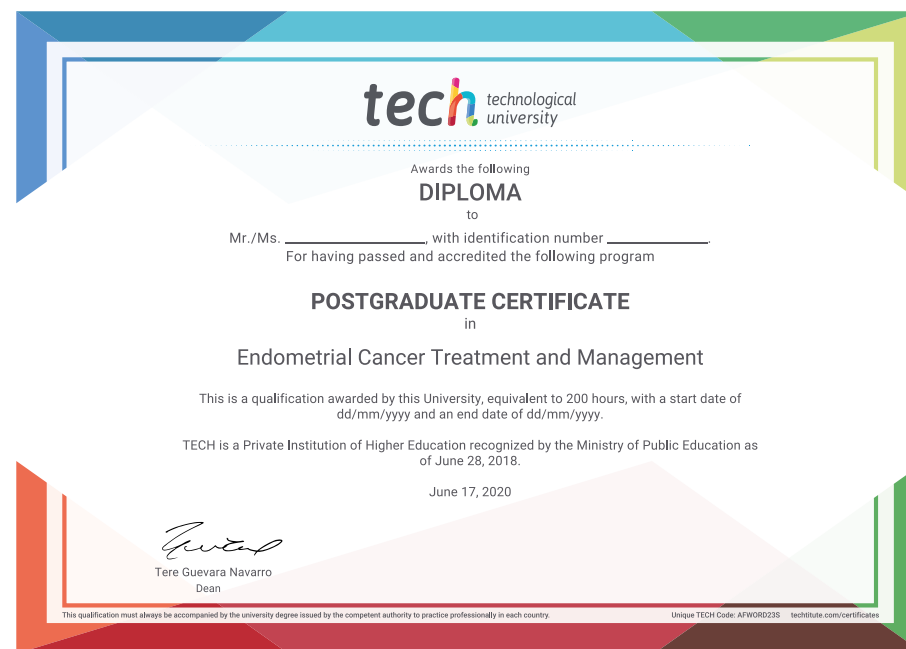 tech technological
university
Awards the following
DIPLOMA
to
Mr./Ms. ____________________, with identification number ______________.
For having passed and accredited the following program
POSTGRADUATE CERTIFICATE
in
Endometrial Cancer Treatment and Management
This is a qualification awarded by this University, equivalent to 200 hours, with a start date of
dd/mm/yyyy and an end date of dd/mm/yyyy.
TECH is a Private Institution of Higher Education recognized by the Ministry of Public Education as
of June 28, 2018.
June 17, 2020
Tere Guevara Navarro
Dean
This qualification must always be accompanied by the university degree issued by the competent authority to practice professionally in each country. Unique TECH Code: AFWORD23S techtitute.com/certificates